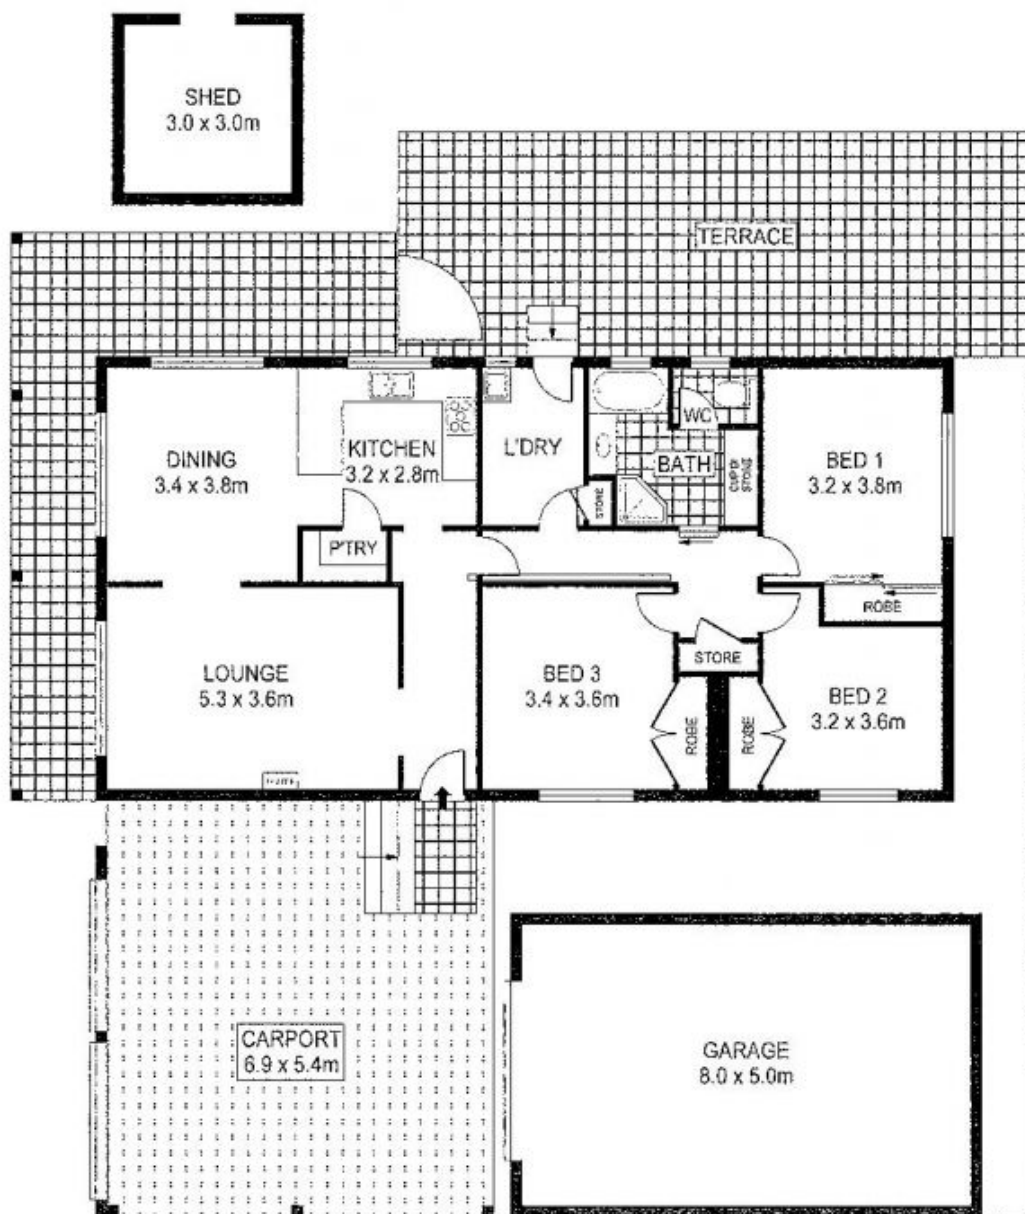 SHED
3.0 x 3.0m
TERRACE
DINING
3.4 x 3.8m
KITCHEN
3.2 x 2.8m
L'DRY
WC
BATH
STORE
BED 1
3.2 x 3.8m
STORE
P'TRY
ROBE
LOUNGE
5.3 x 3.6m
BED 3
3.4 x 3.6m
STORE
BED 2
3.2 x 3.6m
ROBE
ROBE
CARPORT
6.9 x 5.4m
GARAGE
8.0 x 5.0m